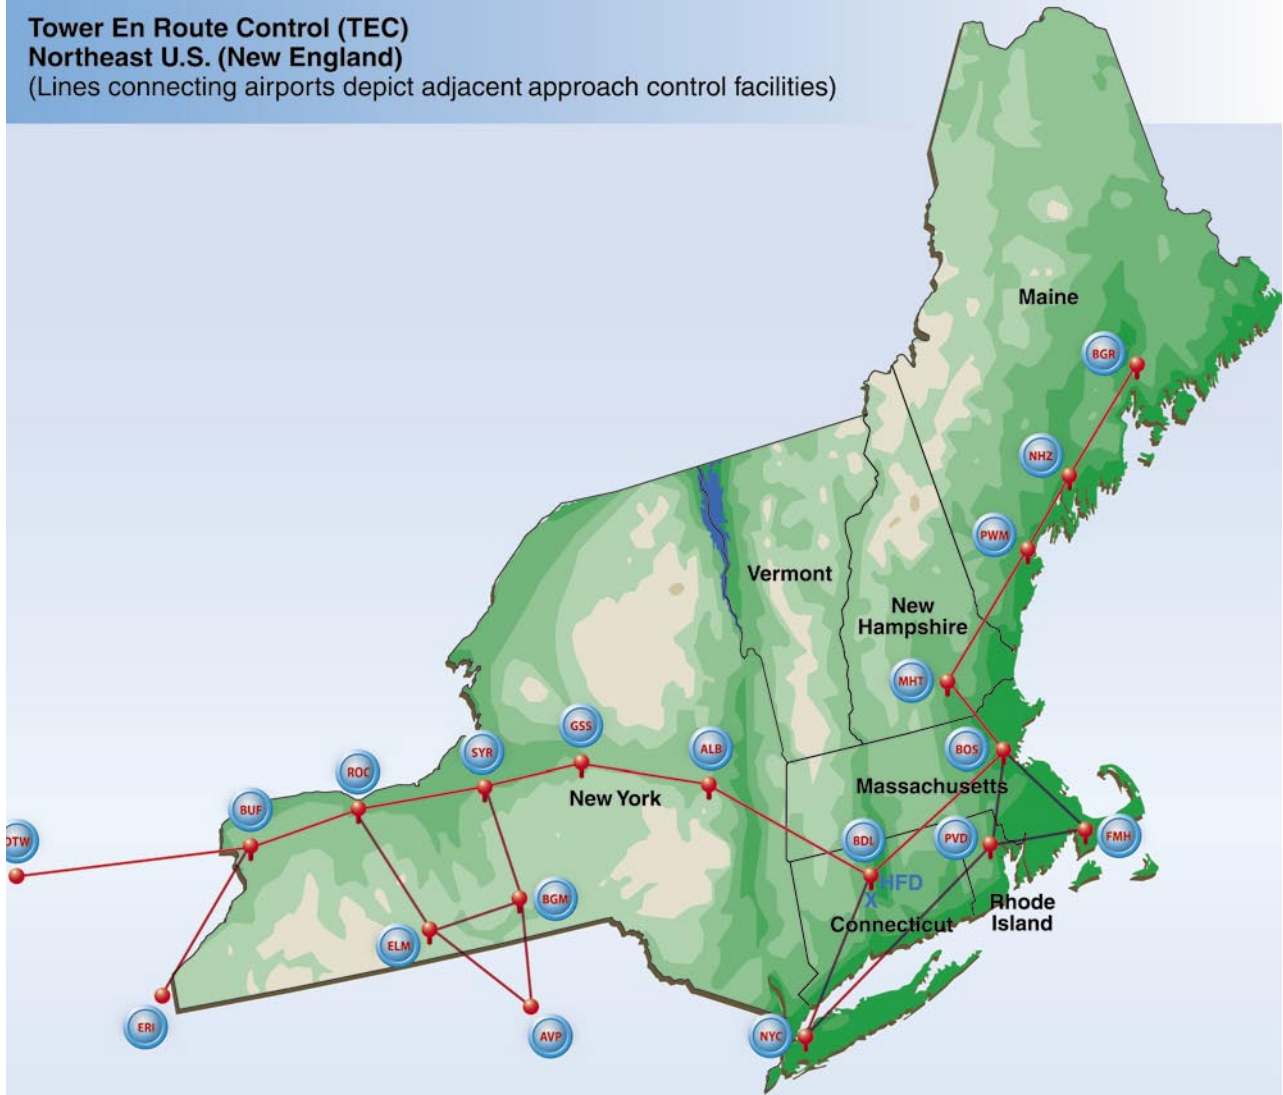 Tower En Route Control (TEC)
Northeast U.S. (New England)
(Lines connecting airports depict adjacent approach control facilities)
Maine
BGR
NHZ
PWM
Vermont
New
Hampshire
MHT
GSS
ALB
SYR
BOS
ROC
Massachusetts
New York
BUF
DTW
BDL
PVD
FMH
HFD
X
BGM
Rhode
Island
Connecticut
ELM
ERI
AVP
NYC